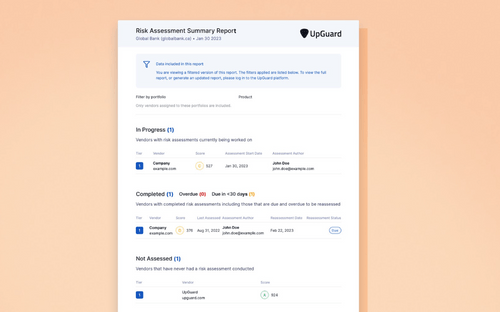 Risk Assessment Summary Report
Global Bank (globalbank.co) • Jan 30 2023
UpGuard
Data included in this report
You are viewing a filtered version of this report. The filters applied are listed below. To view the full
report, or generate an updated report, please log in to the UpGuard platform.
Filter by portfolio Product
Only vendors assigned to these portfolios are included.
In Progress (1)
Vendors with risk assessments currently being worked on
Tier Vendor Score Assessment Start Date Assessment Author
1 Company 527 Jan 30, 2023 John Doe
example.com john.doe@example.com
Completed (1) Overdue (0) Due in <30 days (1)
Vendors with completed risk assessments including those that are due and overdue to be reassessed
Tier Vendor Score Last Assessed Assessment Author Reassessment Date Reassessment Status
1 Company 376 Aug 31, 2022 John Doe Feb 22, 2023 Due
example.com john.doe@example.com
Not Assessed (1)
Vendors that have never had a risk assessment conducted
Tier Vendor Score
1 UpGuard A 924
upguard.com